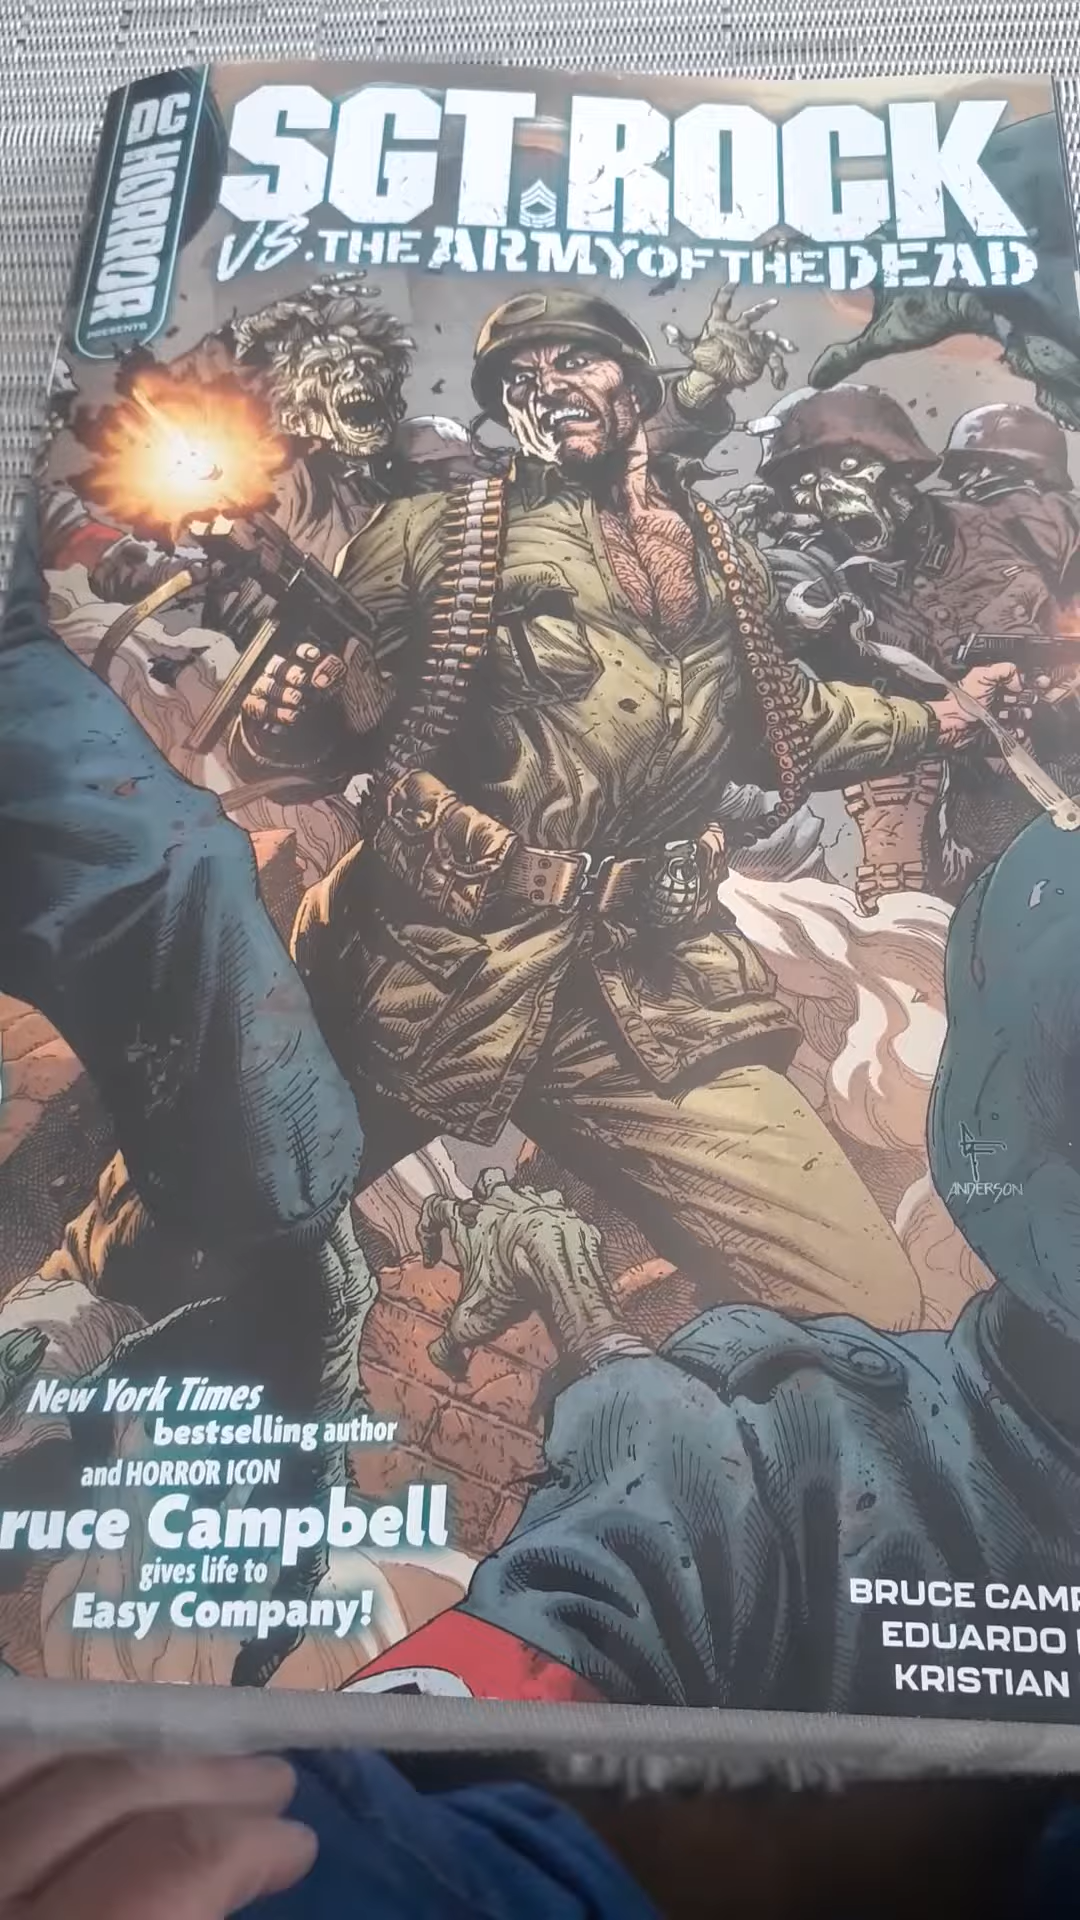 DC HORROR
PRESENTS
SGT. ROCK
VS. THE ARMY OF THE DEAD
ANDERSON
New York Times
bestselling author
and HORROR ICON
ruce Campbell
gives life to
Easy Company!
BRUCE CAMP
EDUARDO
KRISTIAN